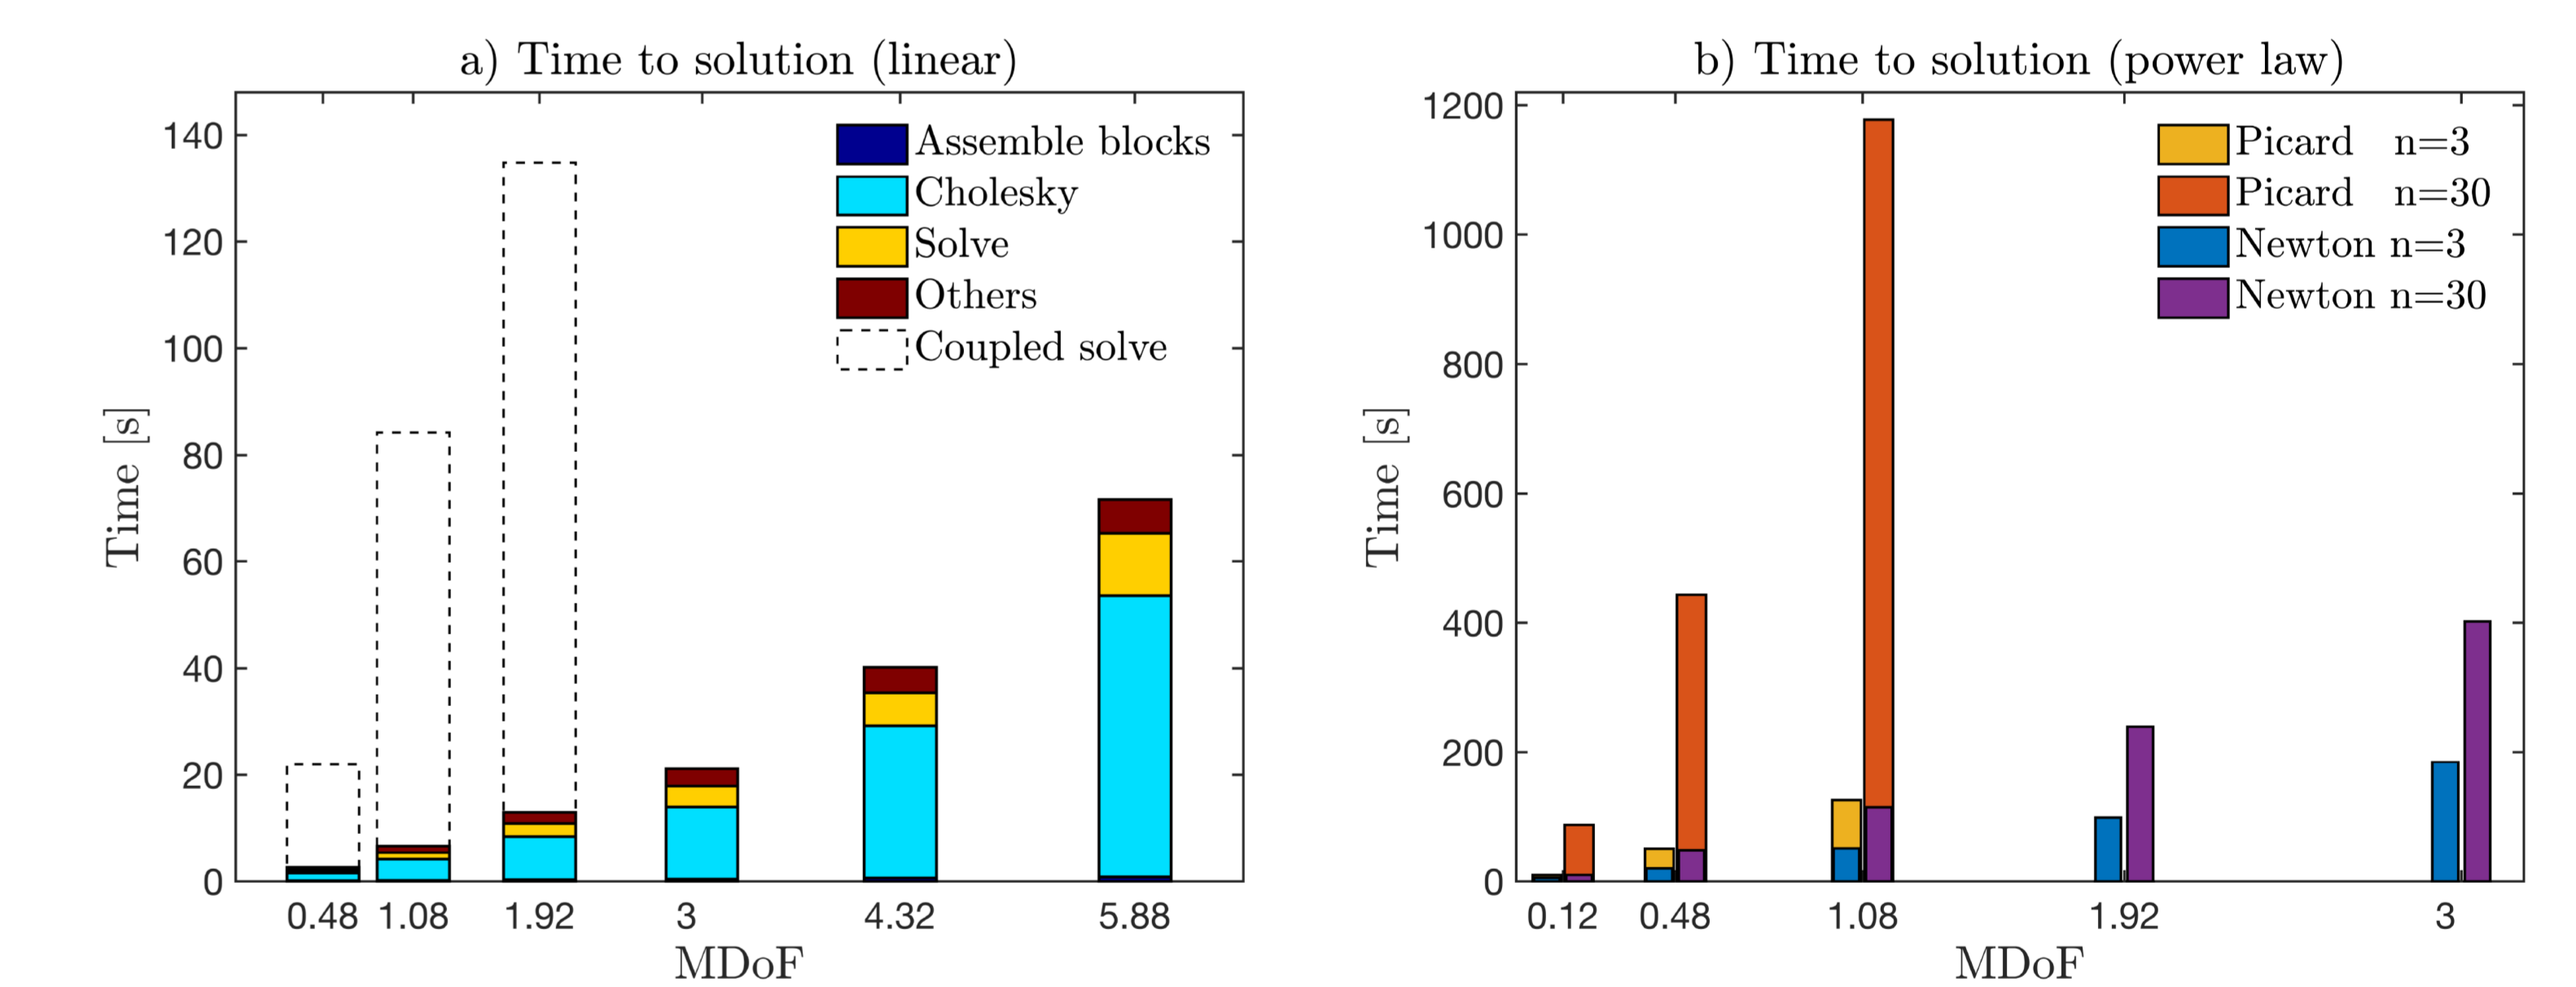 a) Time to solution (linear)
140
120
100
80
60
40
20
0
Time [s]
Assemble blocks
Cholesky
Solve
Others
Coupled solve
0.48 1.08 1.92 3 4.32 5.88
MDoF
b) Time to solution (power law)
1200
1000
800
600
400
200
0
Time [s]
Picard n=3
Picard n=30
Newton n=3
Newton n=30
0.12 0.48 1.08 1.92 3
MDoF